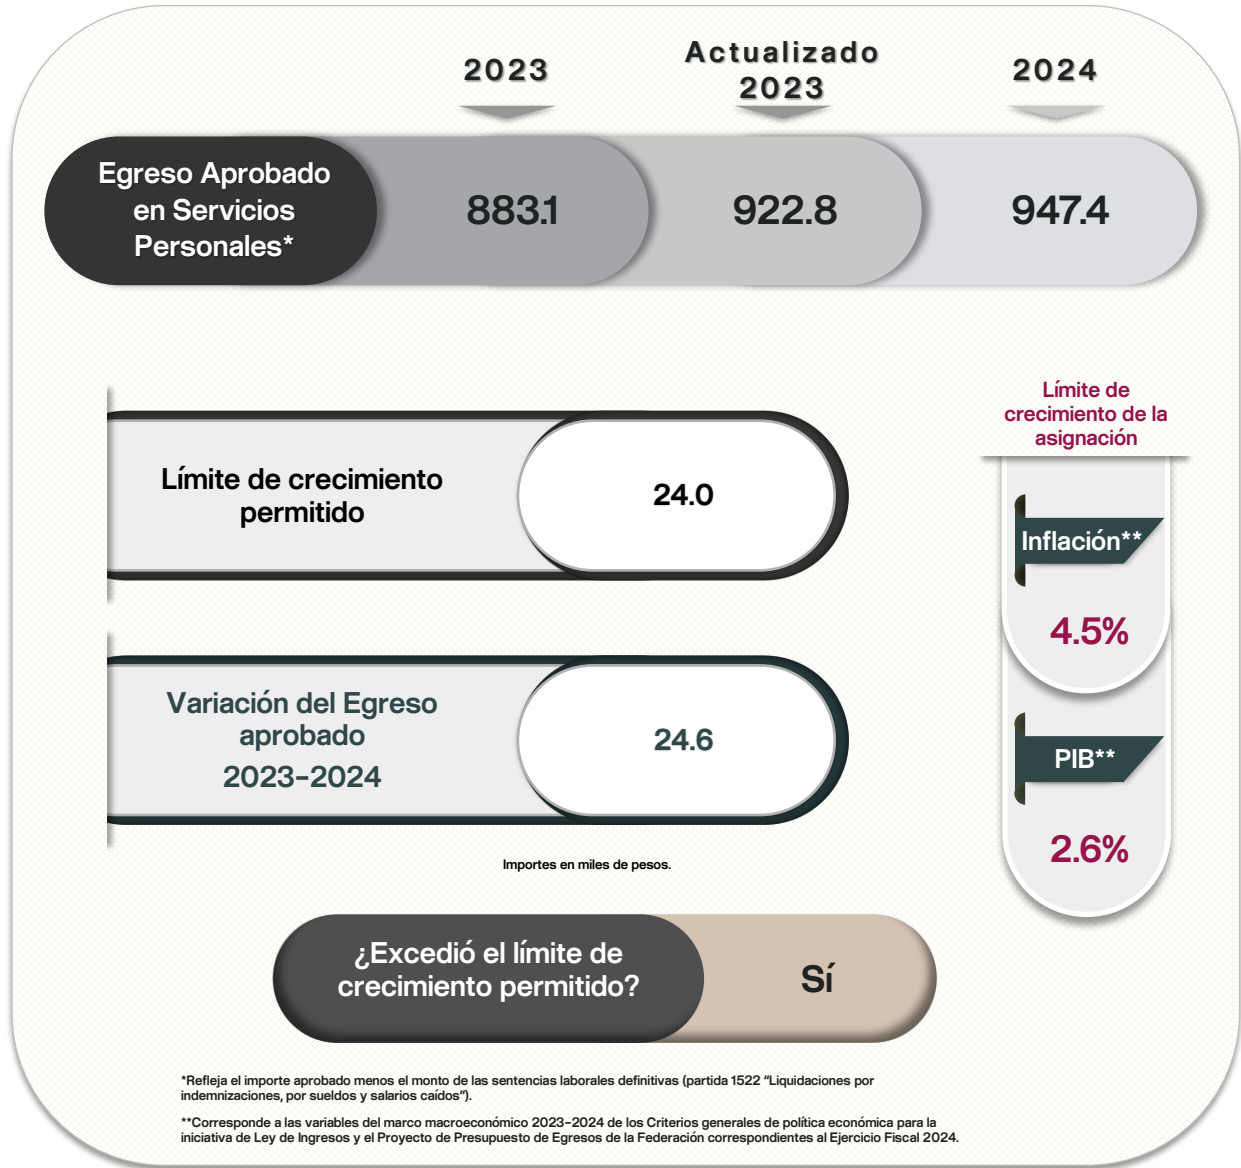 2023
Actualizado
2023
2024
Egreso Aprobado
en Servicios
Personales*
883.1
922.8
947.4
Límite de crecimiento
permitido
24.0
Variación del Egreso
aprobado
2023-2024
24.6
Importes en miles de pesos.
Límite de
crecimiento de la
asignación
Inflación**
4.5%
PIB**
2.6%
¿Excedió el límite de
crecimiento permitido?
Sí
*Refleja el importe aprobado menos el monto de las sentencias laborales definitivas (partida 1522 "Liquidaciones por
indemnizaciones, por sueldos y salarios caídos").
**Corresponde a las variables del marco macroeconómico 2023-2024 de los Criterios generales de política económica para la
iniciativa de Ley de Ingresos y el Proyecto de Presupuesto de Egresos de la Federación correspondientes al Ejercicio Fiscal 2024.